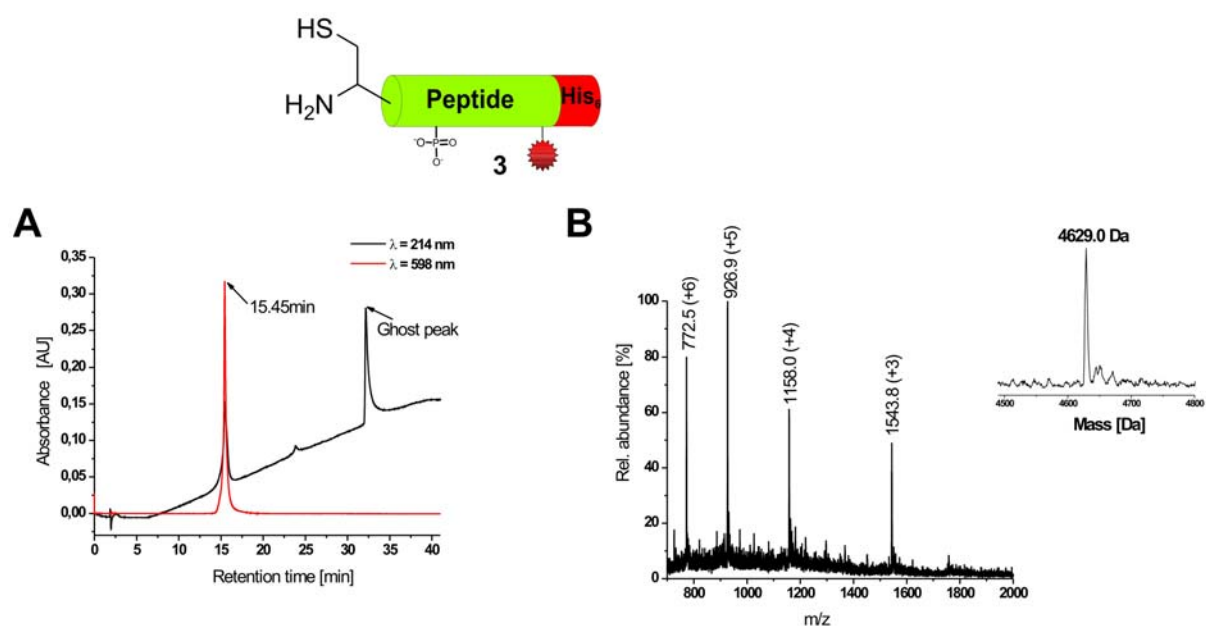 HS
H₂N
Peptide
His₆
⁻O-P=O
O⁻
3
A
B
λ = 214 nm
λ = 598 nm
15.45min
Ghost peak
0,35
0,30
0,25
0,20
0,15
0,10
0,05
0,00
Absorbance [AU]
0 5 10 15 20 25 30 35 40
Retention time [min]
772.5 (+6)
926.9 (+5)
1158.0 (+4)
1543.8 (+3)
100
80
60
40
20
0
Rel. abundance [%]
800 1000 1200 1400 1600 1800 2000
m/z
4629.0 Da
4500 4600 4700 4800
Mass [Da]